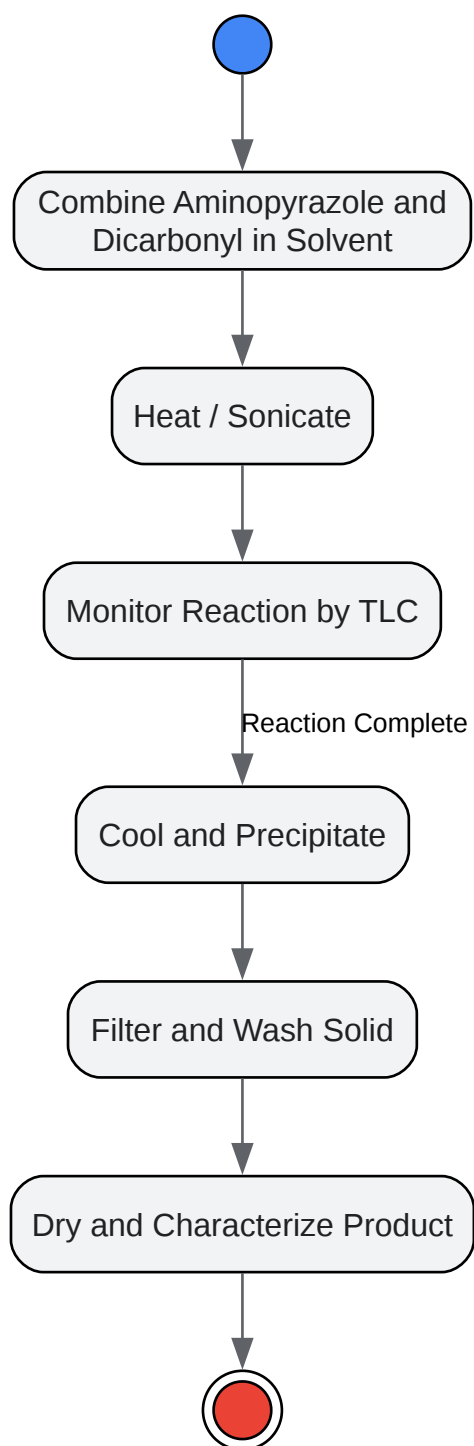 Combine Aminopyrazole and
Dicarbonyl in Solvent
Heat / Sonicate
Monitor Reaction by TLC
Reaction Complete
Cool and Precipitate
Filter and Wash Solid
Dry and Characterize Product